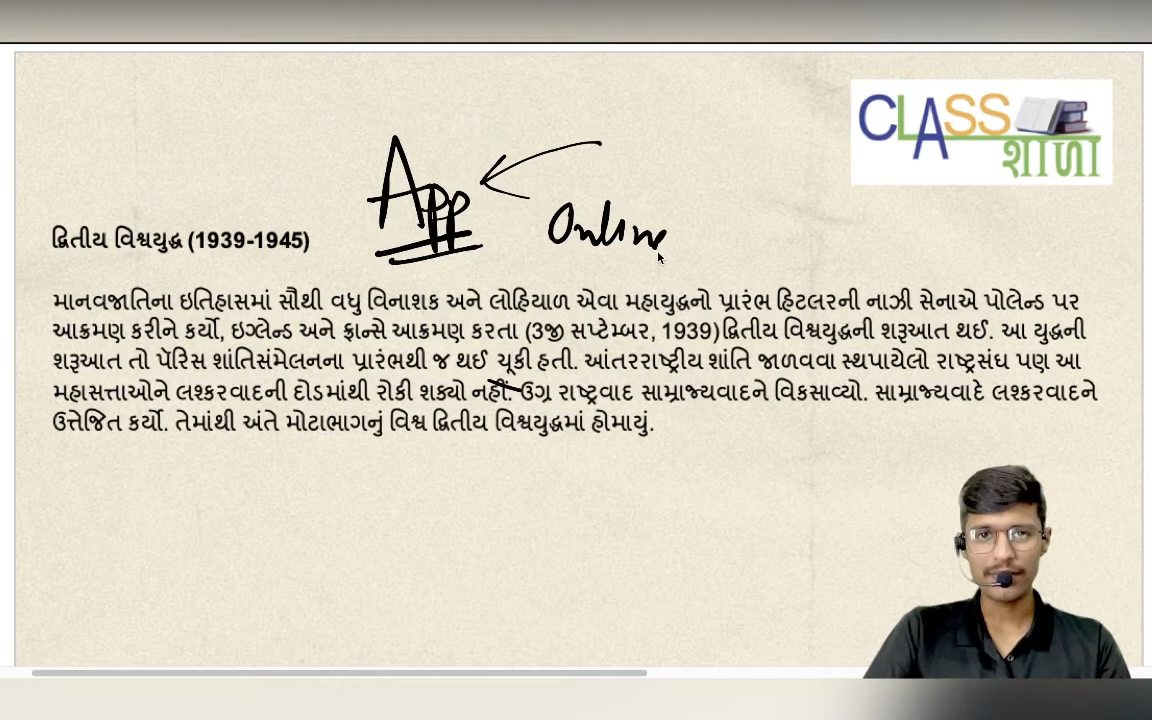 CLASS
શાળા
App
Online
દ્વિતીય વિશ્વયુદ્ધ (1939-1945)
માનવજાતિના ઇતિહાસમાં સૌથી વધુ વિનાશક અને લોહિયાળ એવા મહાયુદ્ધનો પ્રારંભ હિટલરની નાઝી સેનાએ પોલેન્ડ પર
આક્રમણ કરીને કર્યો, ઇંગ્લેન્ડ અને ફ્રાન્સે આક્રમણ કરતા (3જી સપ્ટેમ્બર, 1939)દ્વિતીય વિશ્વયુદ્ધની શરૂઆત થઈ. આ યુદ્ધની
શરૂઆત તો પૅરિસ શાંતિસંમેલનના પ્રારંભથી જ થઈ ચૂકી હતી. આંતરરાષ્ટ્રીય શાંતિ જાળવવા સ્થપાયેલો રાષ્ટ્રસંઘ પણ આ
મહાસત્તાઓને લશ્કરવાદની દોડમાંથી રોકી શક્યો નહીં. ઉગ્ર રાષ્ટ્રવાદ સામ્રાજ્યવાદને વિકસાવ્યો. સામ્રાજ્યવાદે લશ્કરવાદને
ઉત્તેજિત કર્યો. તેમાંથી અંતે મોટાભાગનું વિશ્વ દ્વિતીય વિશ્વયુદ્ધમાં હોમાયું.